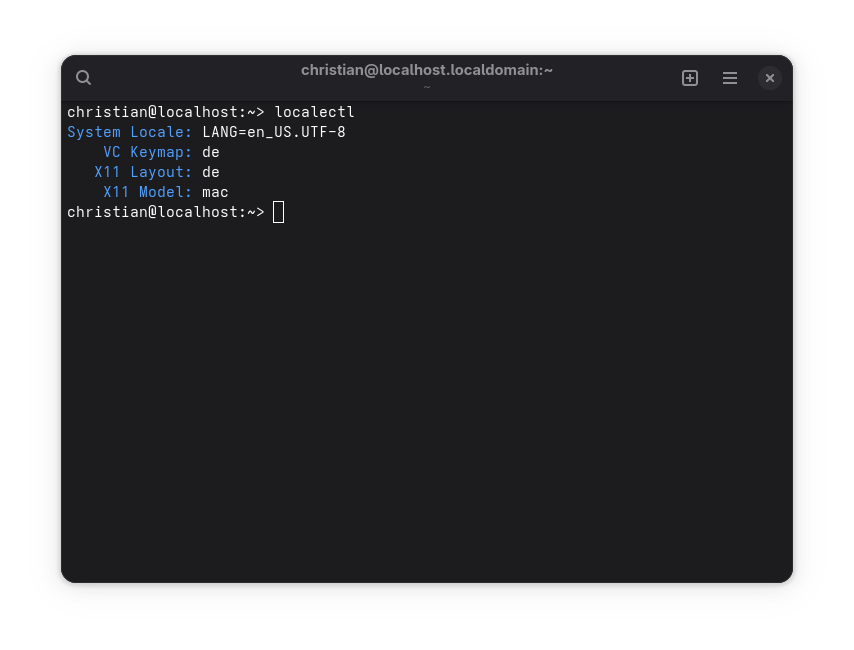 christian@localhost.localdomain:~
~
christian@localhost:~> localectl
System Locale: LANG=en_US.UTF-8
VC Keymap: de
X11 Layout: de
X11 Model: mac
christian@localhost:~>